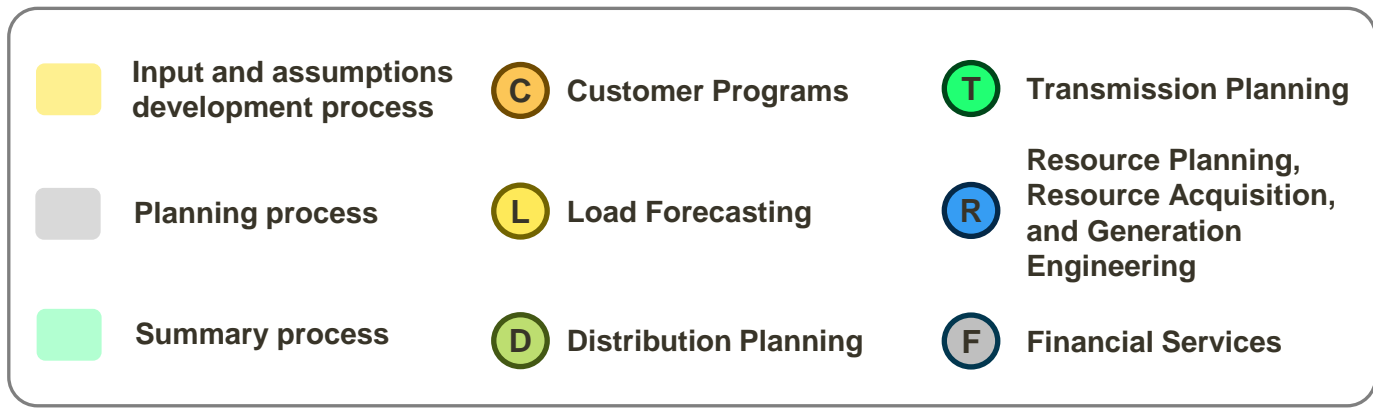 Input and assumptions
development process
C
Customer Programs
T
Transmission Planning
Planning process
L
Load Forecasting
R
Resource Planning,
Resource Acquisition,
and Generation
Engineering
Summary process
D
Distribution Planning
F
Financial Services